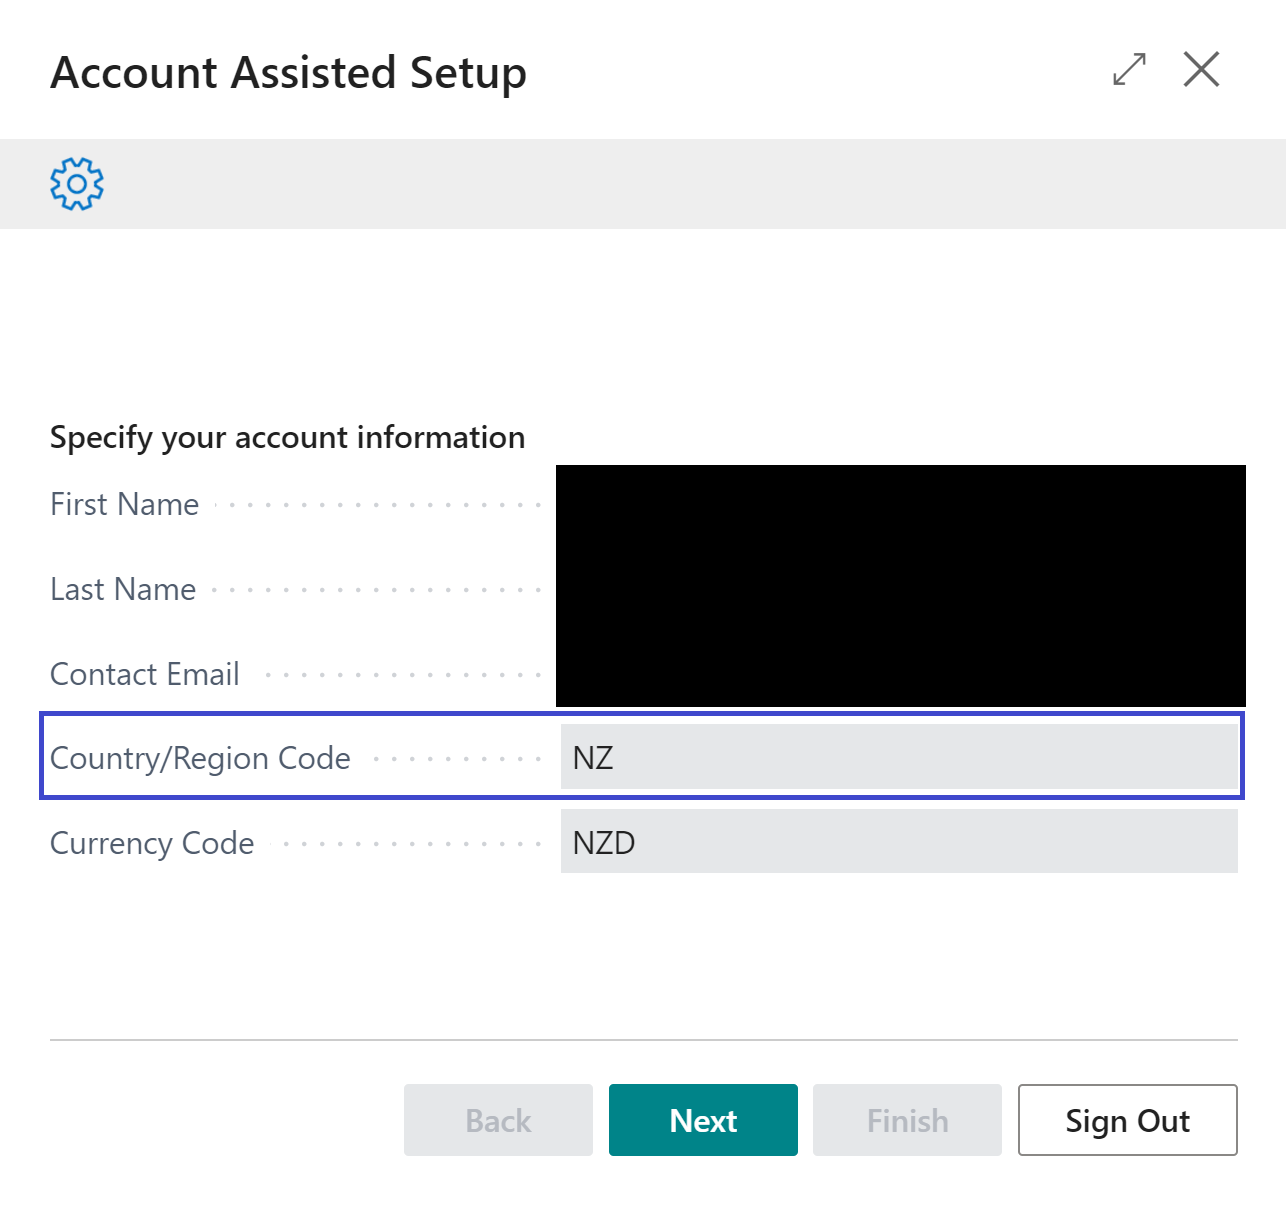 Account Assisted Setup
Specify your account information
First Name
Last Name
Contact Email
Country/Region Code NZ
Currency Code NZD
Back Next Finish Sign Out